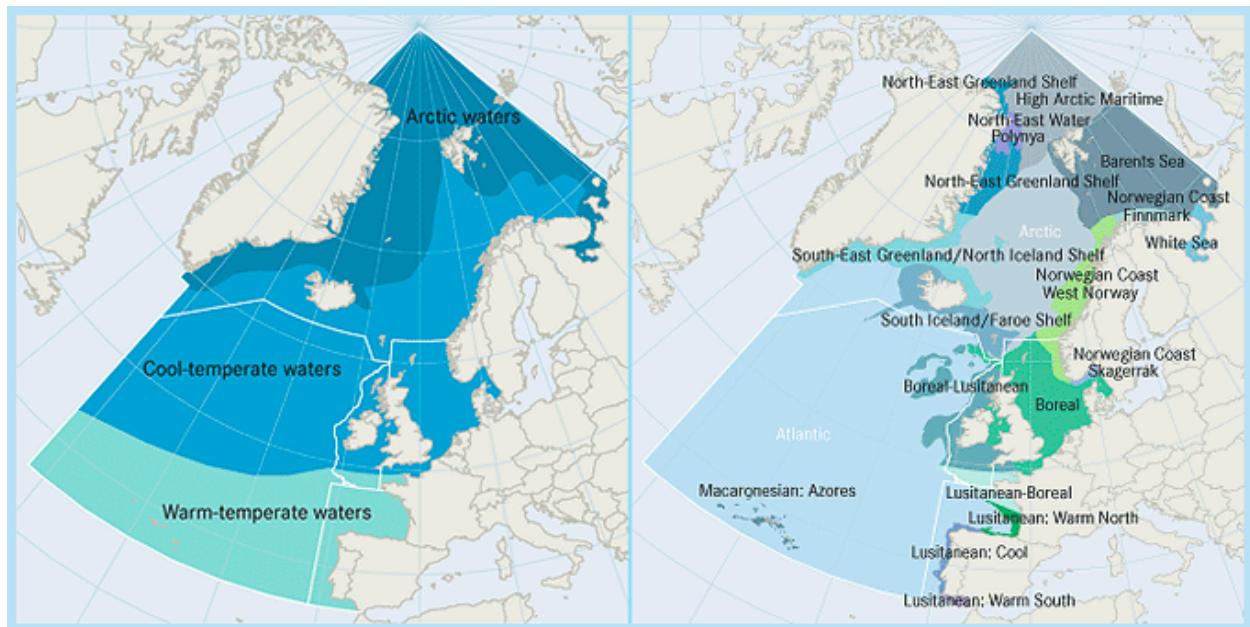 Arctic waters
Cool-temperate waters
Warm-temperate waters
North-East Greenland Shelf
High Arctic Maritime
North-East Water
Polynya
Barents Sea
North-East Greenland Shelf
Norwegian Coast
Finnmark
Arctic
White Sea
South-East Greenland/North Iceland Shelf
Norwegian Coast
West Norway
South Iceland/Faroe Shelf
Norwegian Coast
Skagerrak
Boreal-Lusitanean
Boreal
Atlantic
Macaronesian: Azores
Lusitanean-Boreal
Lusitanean: Warm North
Lusitanean: Cool
Lusitanean: Warm South